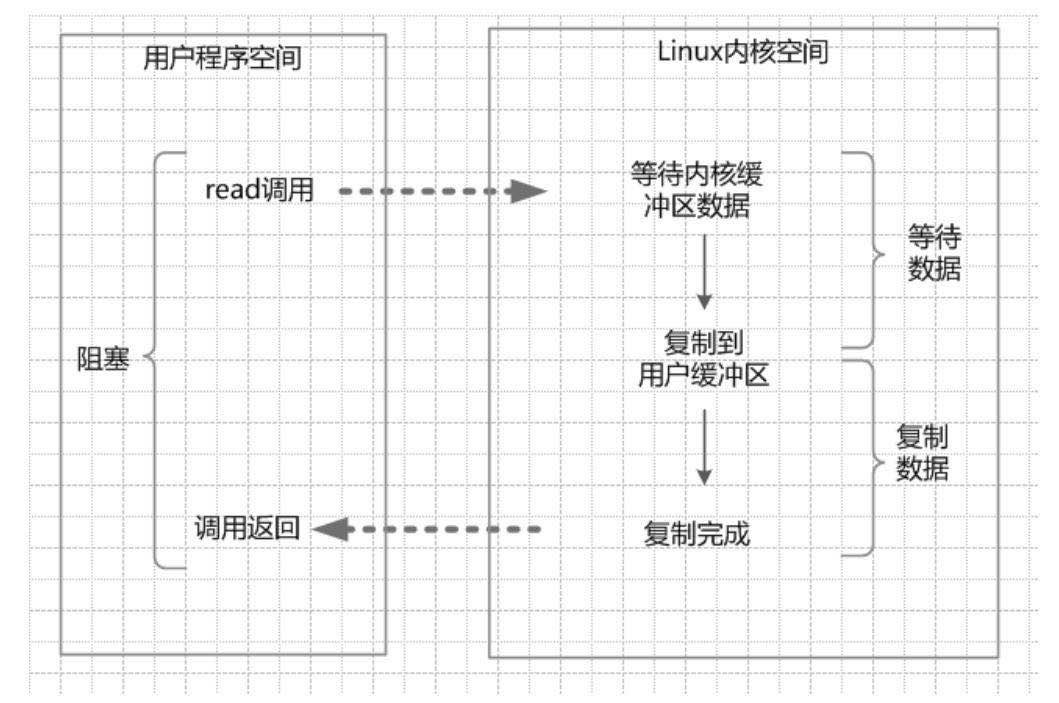 用户程序空间
Linux内核空间
read调用
等待内核缓
冲区数据
等待
数据
阻塞
复制到
用户缓冲区
复制
数据
调用返回
复制完成